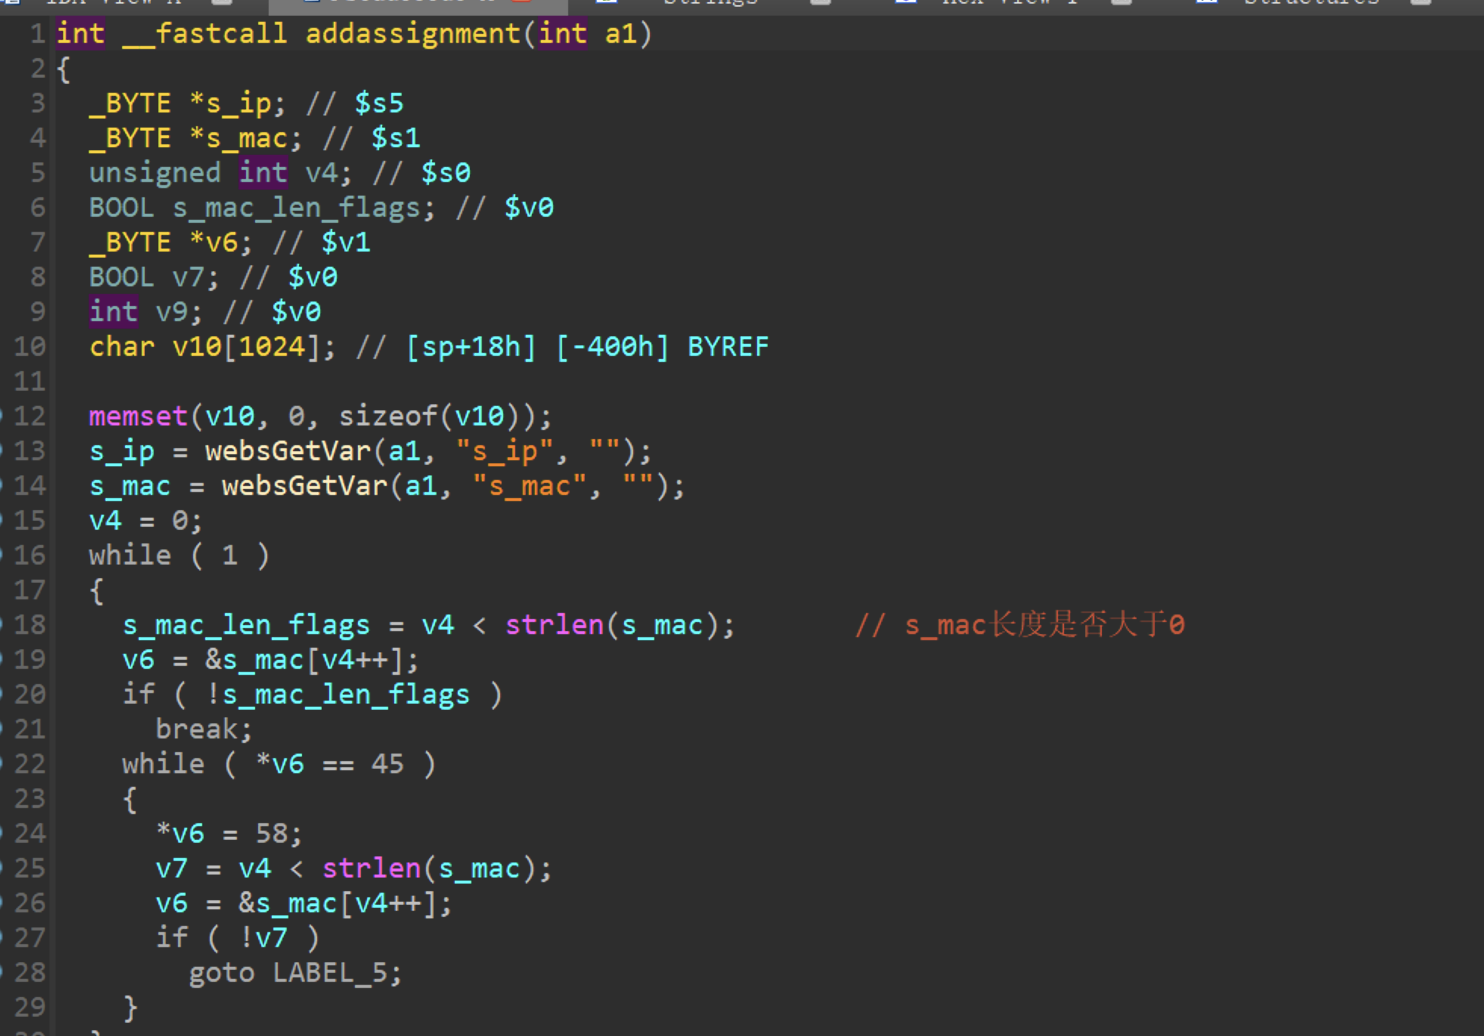 1 int __fastcall addassignment(int a1)
2 {
3   _BYTE *s_ip; // $s5
4   _BYTE *s_mac; // $s1
5   unsigned int v4; // $s0
6   BOOL s_mac_len_flags; // $v0
7   _BYTE *v6; // $v1
8   BOOL v7; // $v0
9   int v9; // $v0
10   char v10[1024]; // [sp+18h] [-400h] BYREF
11
12   memset(v10, 0, sizeof(v10));
13   s_ip = websGetVar(a1, "s_ip", "");
14   s_mac = websGetVar(a1, "s_mac", "");
15   v4 = 0;
16   while ( 1 )
17   {
18     s_mac_len_flags = v4 < strlen(s_mac);       // s_mac长度是否大于0
19     v6 = &s_mac[v4++];
20     if ( !s_mac_len_flags )
21       break;
22     while ( *v6 == 45 )
23     {
24       *v6 = 58;
25       v7 = v4 < strlen(s_mac);
26       v6 = &s_mac[v4++];
27       if ( !v7 )
28         goto LABEL_5;
29     }